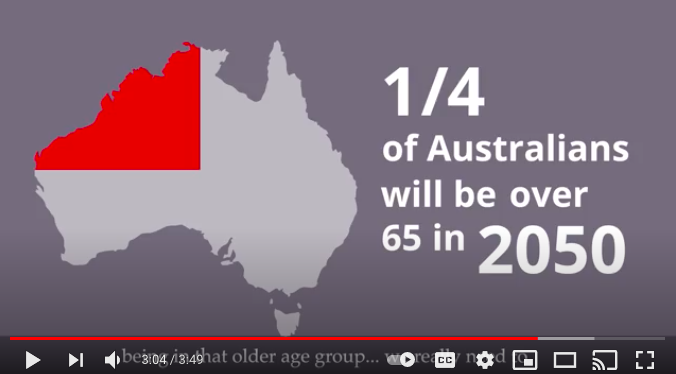 1/4
of Australians
will be over
65 in 2050
being in that older age group... we really need to
3:04 / 3:49
CC